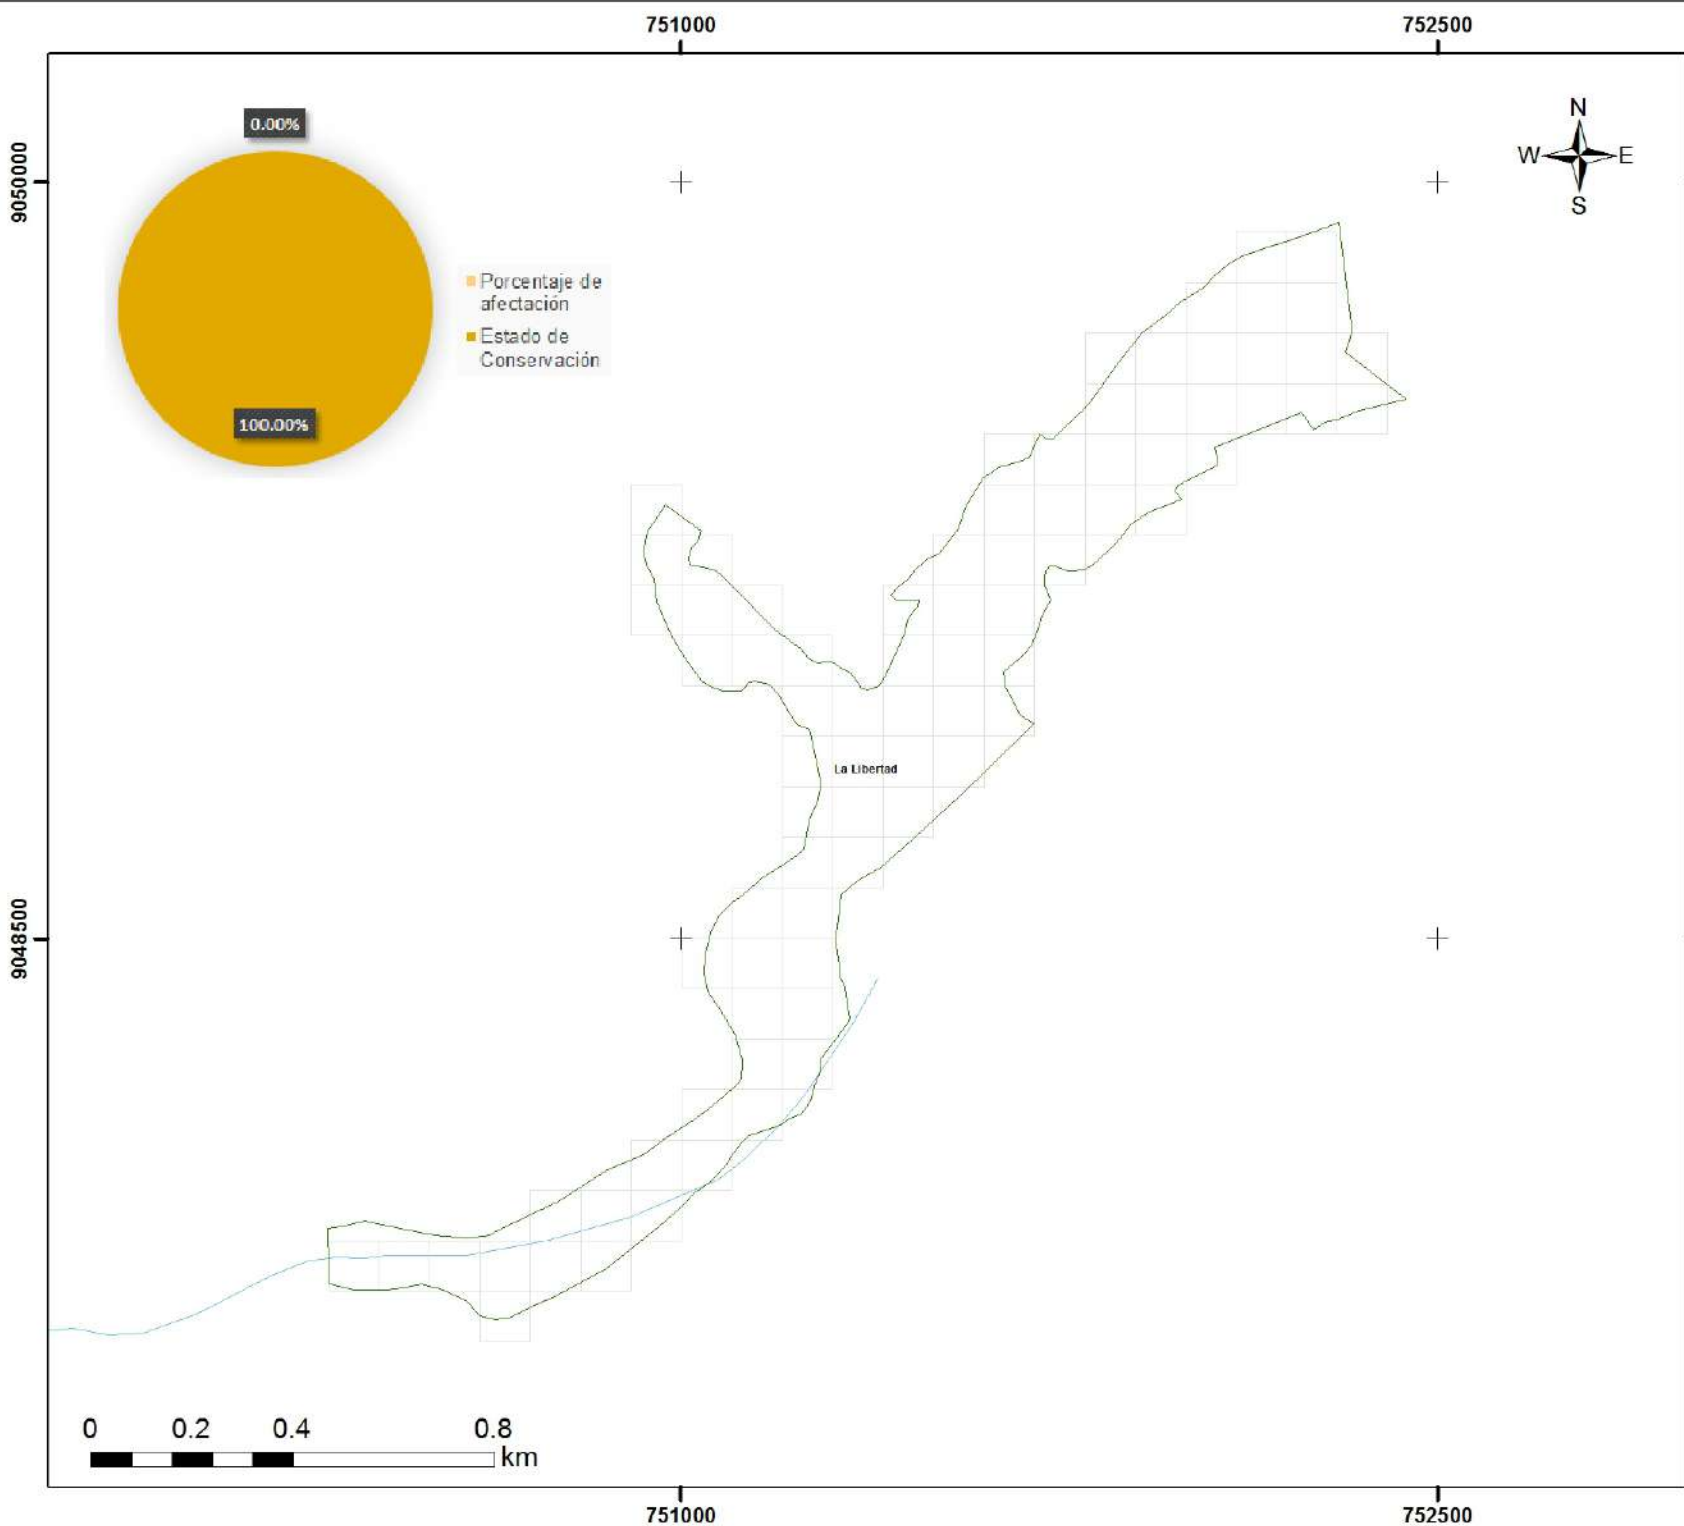 751000 752500
9050000
0.00%
N
W E
S
Porcentaje de
afectación
Estado de
Conservación
100.00%
La Libertad
9048500
0 0.2 0.4 0.8
km
751000 752500